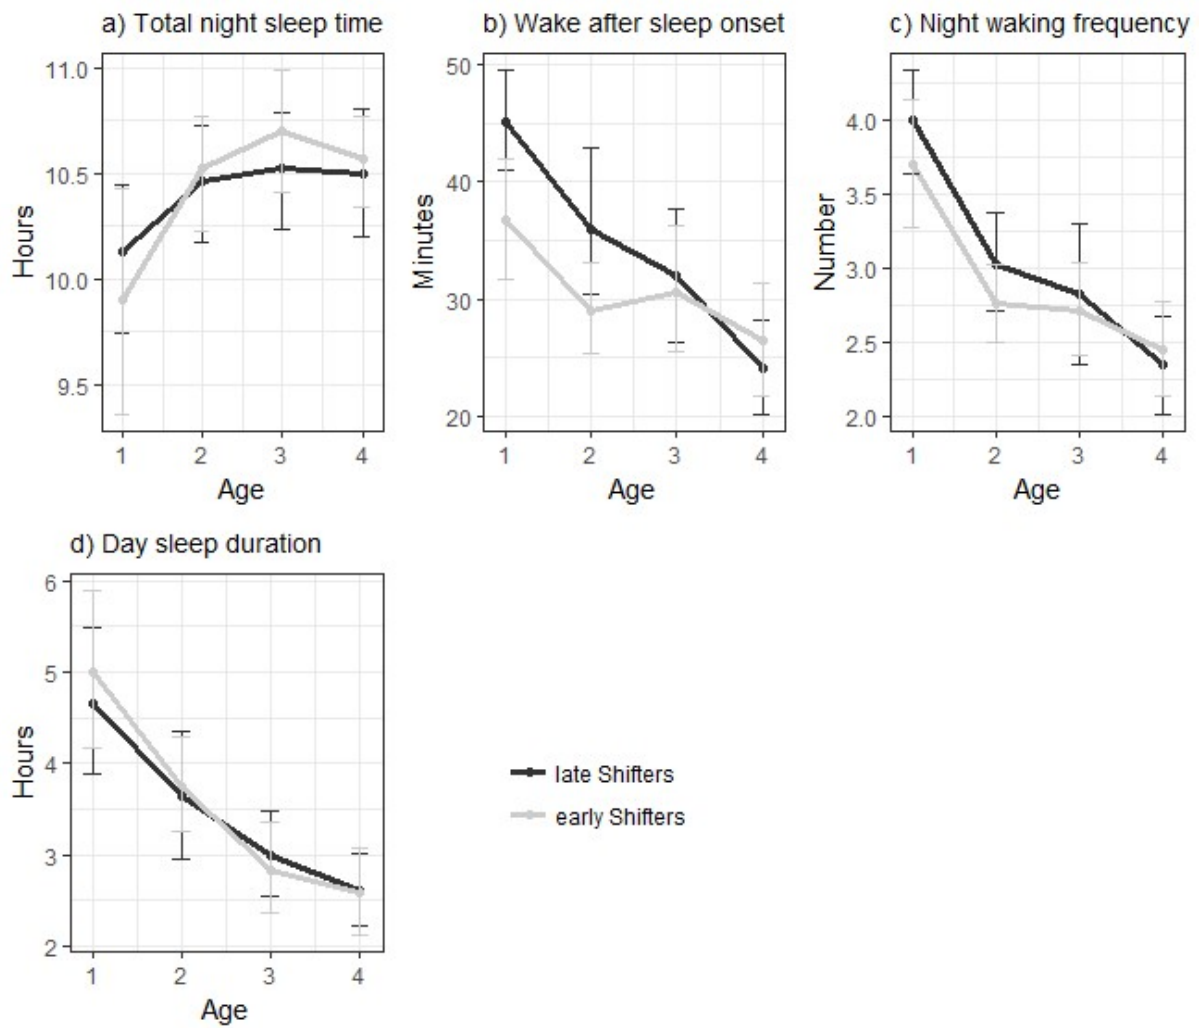 a) Total night sleep time
b) Wake after sleep onset
c) Night waking frequency
11.0
10.5
10.0
9.5
Hours
1 2 3 4
Age
50
40
30
20
Minutes
1 2 3 4
Age
4.0
3.5
3.0
2.5
2.0
Number
1 2 3 4
Age
d) Day sleep duration
6
5
4
3
2
Hours
1 2 3 4
Age
late Shifters
early Shifters